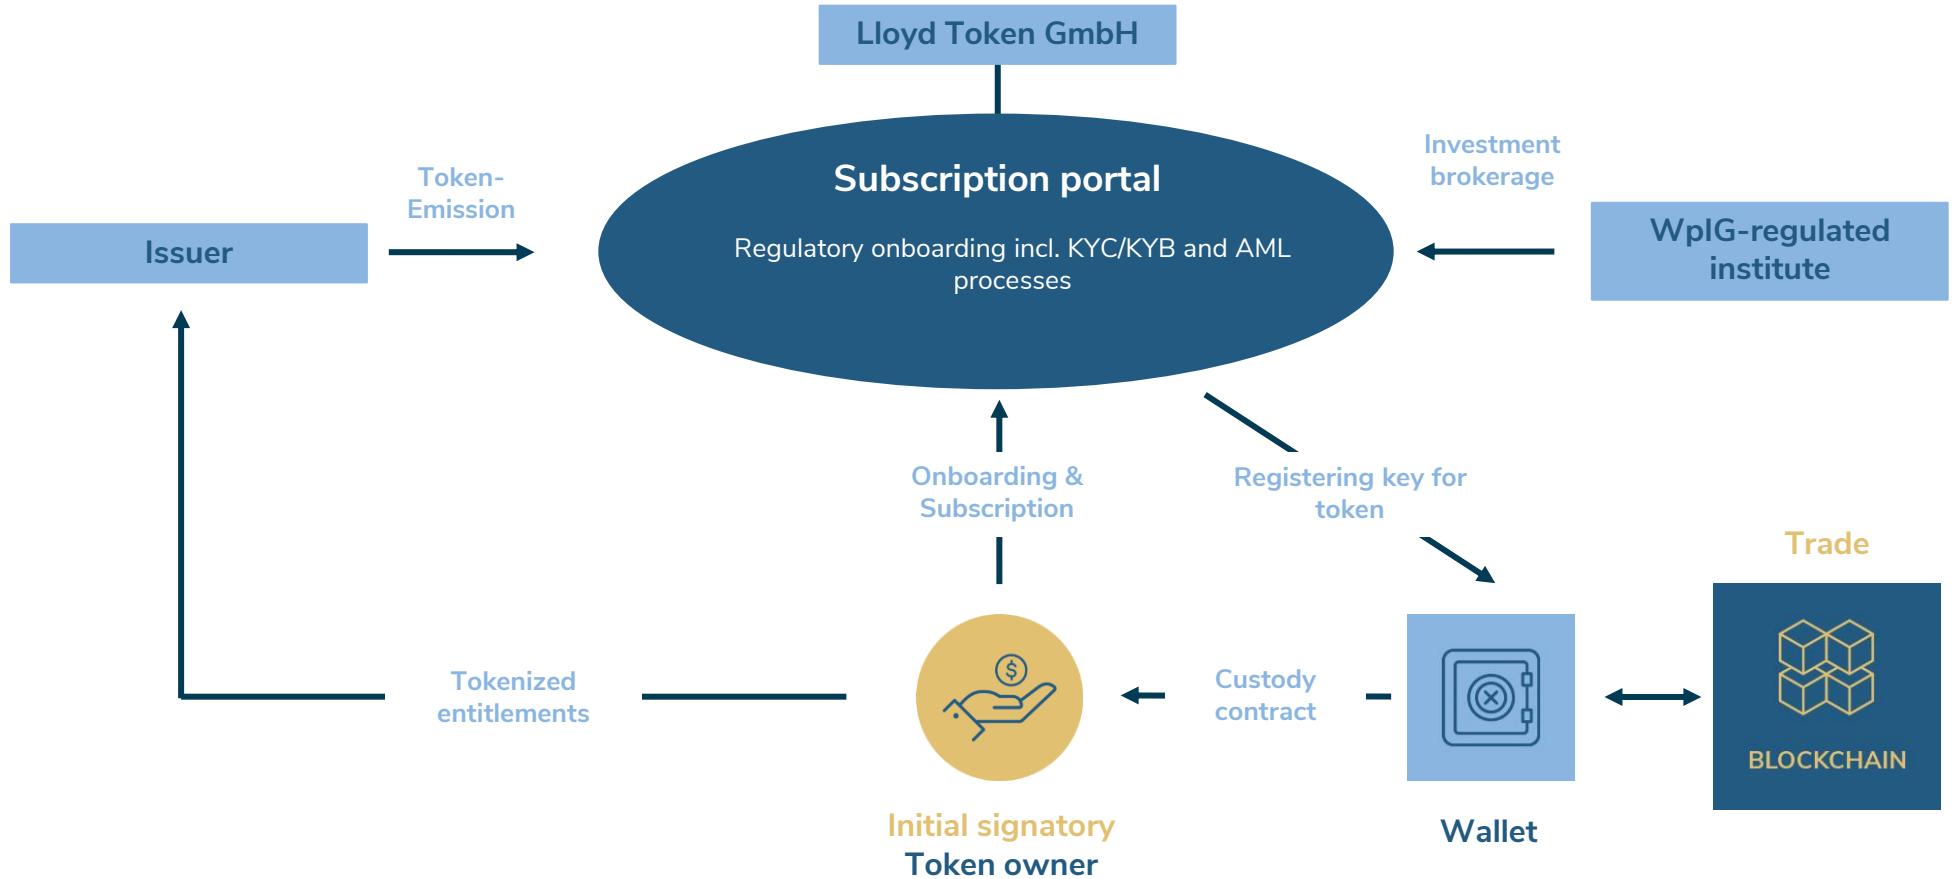 Lloyd Token GmbH
Subscription portal
Regulatory onboarding incl. KYC/KYB and AML
processes
Token-
Emission
Issuer
Investment
brokerage
WpIG-regulated
institute
Onboarding &
Subscription
Registering key for
token
Trade
Tokenized
entitlements
$
Custody
contract
BLOCKCHAIN
Initial signatory
Token owner
Wallet